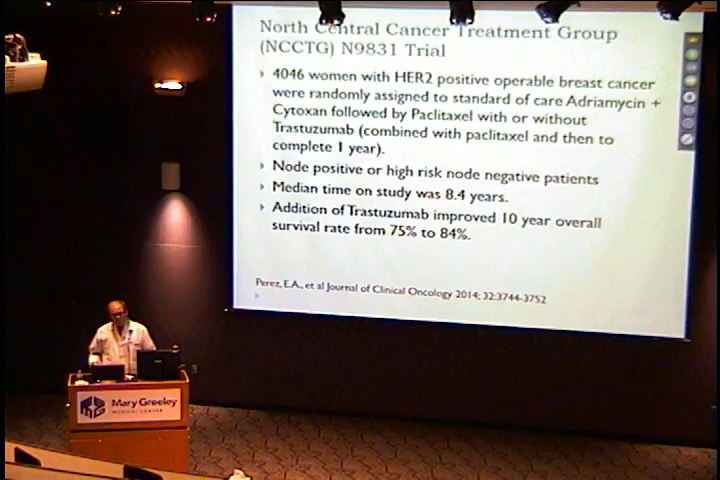 North Central Cancer Treatment Group
(NCCTG) N9831 Trial
4046 women with HER2 positive operable breast cancer
were randomly assigned to standard of care Adriamycin +
Cytoxan followed by Paclitaxel with or without
Trastuzumab (combined with paclitaxel and then to
complete 1 year).
Node positive or high risk node negative patients
Median time on study was 8.4 years.
Addition of Trastuzumab improved 10 year overall
survival rate from 75% to 84%.
Perez, E.A., et al Journal of Clinical Oncology 2014; 32:3744-3752
Mary Greeley
MEDICAL CENTER